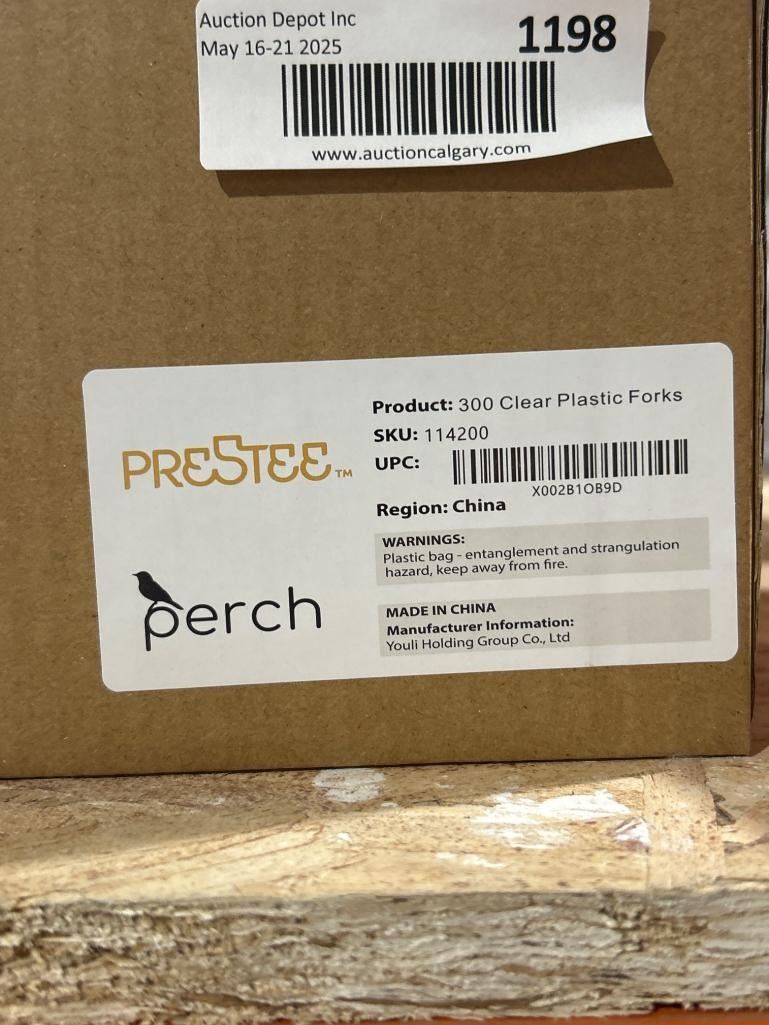 Auction Depot Inc
May 16-21 2025
1198
www.auctioncalgary.com
PRESTEE™
perch
Product: 300 Clear Plastic Forks
SKU: 114200
UPC:
X002B1OB9D
Region: China
WARNINGS:
Plastic bag - entanglement and strangulation
hazard, keep away from fire.
MADE IN CHINA
Manufacturer Information:
Youli Holding Group Co., Ltd